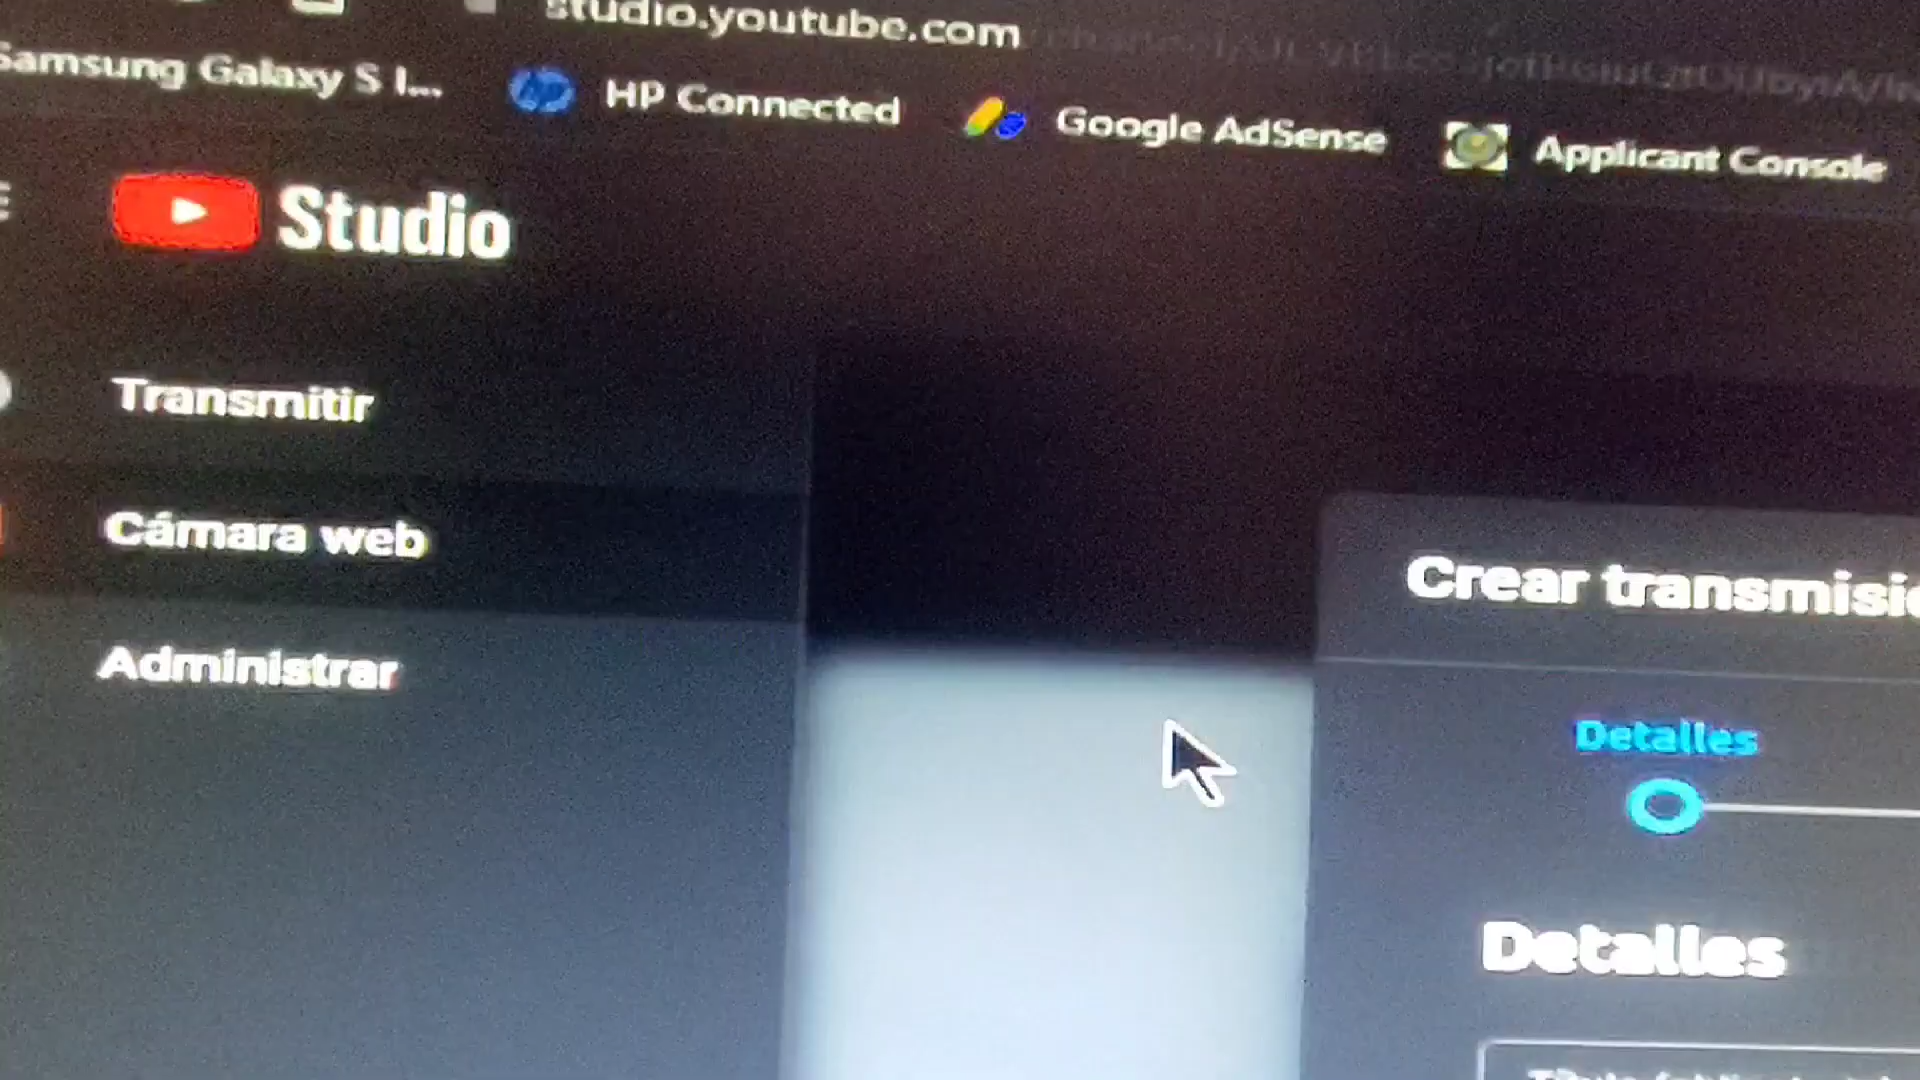 studio.youtube.com
Samsung Galaxy S I...
HP Connected
Google AdSense
Applicant Console
Studio
Transmitir
Cámara web
Administrar
Crear transmisi
Detalles
Detalles